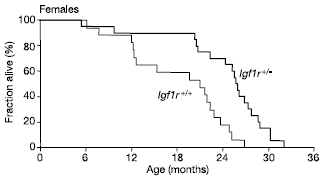 Females
Fraction alive (%)
100
80
60
40
20
0
Igf1r+/-
Igf1r+/+
0 6 12 18 24 30 36
Age (months)